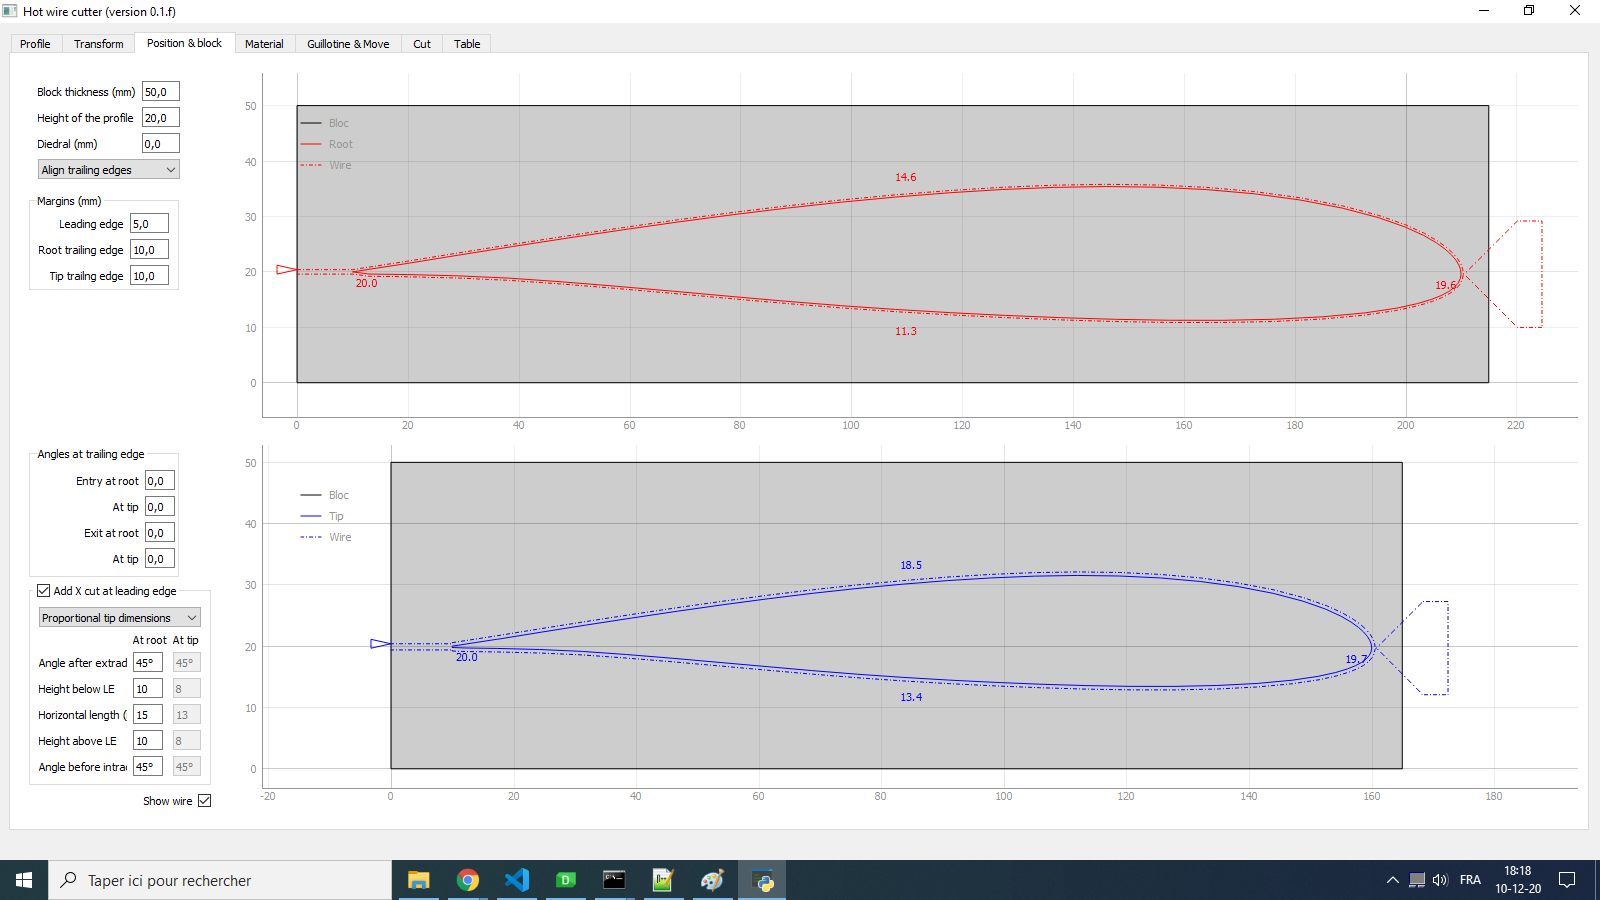 Hot wire cutter (version 0.1.f)
Profile Transform Position & block Material Guillotine & Move Cut Table
Block thickness (mm) 50,0
Height of the profile 20,0
Diedral (mm) 0,0
Align trailing edges
Margins (mm)
Leading edge 5,0
Root trailing edge 10,0
Tip trailng edge 10,0
50
40
30
20
10
0
Bloc
Root
Wire
14.6
20.0
19.6
11.3
0 20 40 60 80 100 120 140 160 180 200 220
Angles at trailing edge
Entry at root 0,0
At tip 0,0
Exit at root 0,0
At tip 0,0
Add X cut at leading edge
Proportional tip dimensions
At root At tip
Angle after extrad 45° 45°
Height below LE 10 8
Horizontal length ( 15 13
Height above LE 10 8
Angle before intra 45° 45°
Show wire
50
40
30
20
10
0
Bloc
Tip
Wire
18.5
20.0
19.7
13.4
-20 0 20 40 60 80 100 120 140 160 180
Taper ici pour rechercher
FRA
18:18
10-12-20